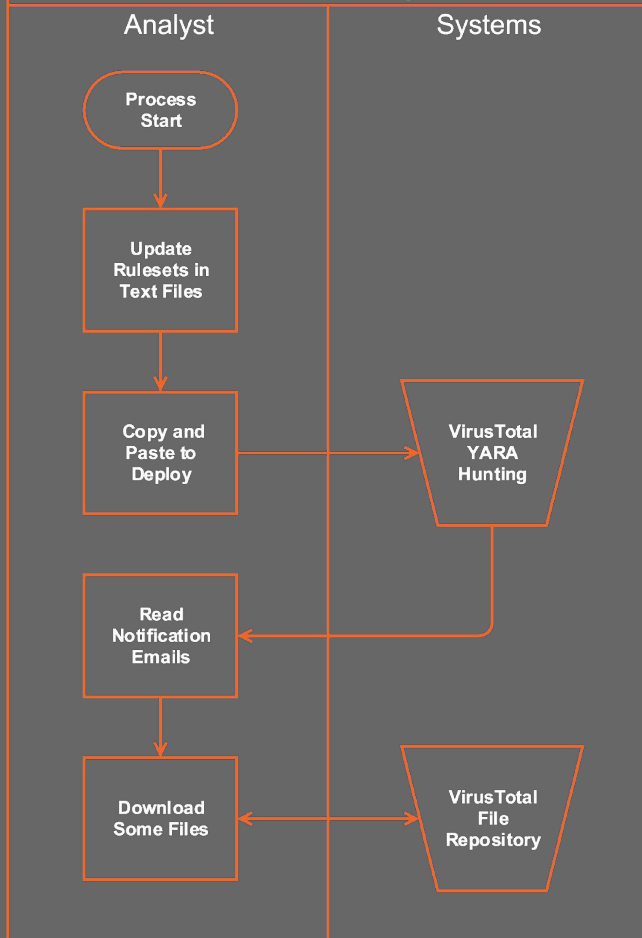 Analyst
Systems
Process
Start
Update
Rulesets in
Text Files
Copy and
Paste to
Deploy
VirusTotal
YARA
Hunting
Read
Notification
Emails
Download
Some Files
VirusTotal
File
Repository